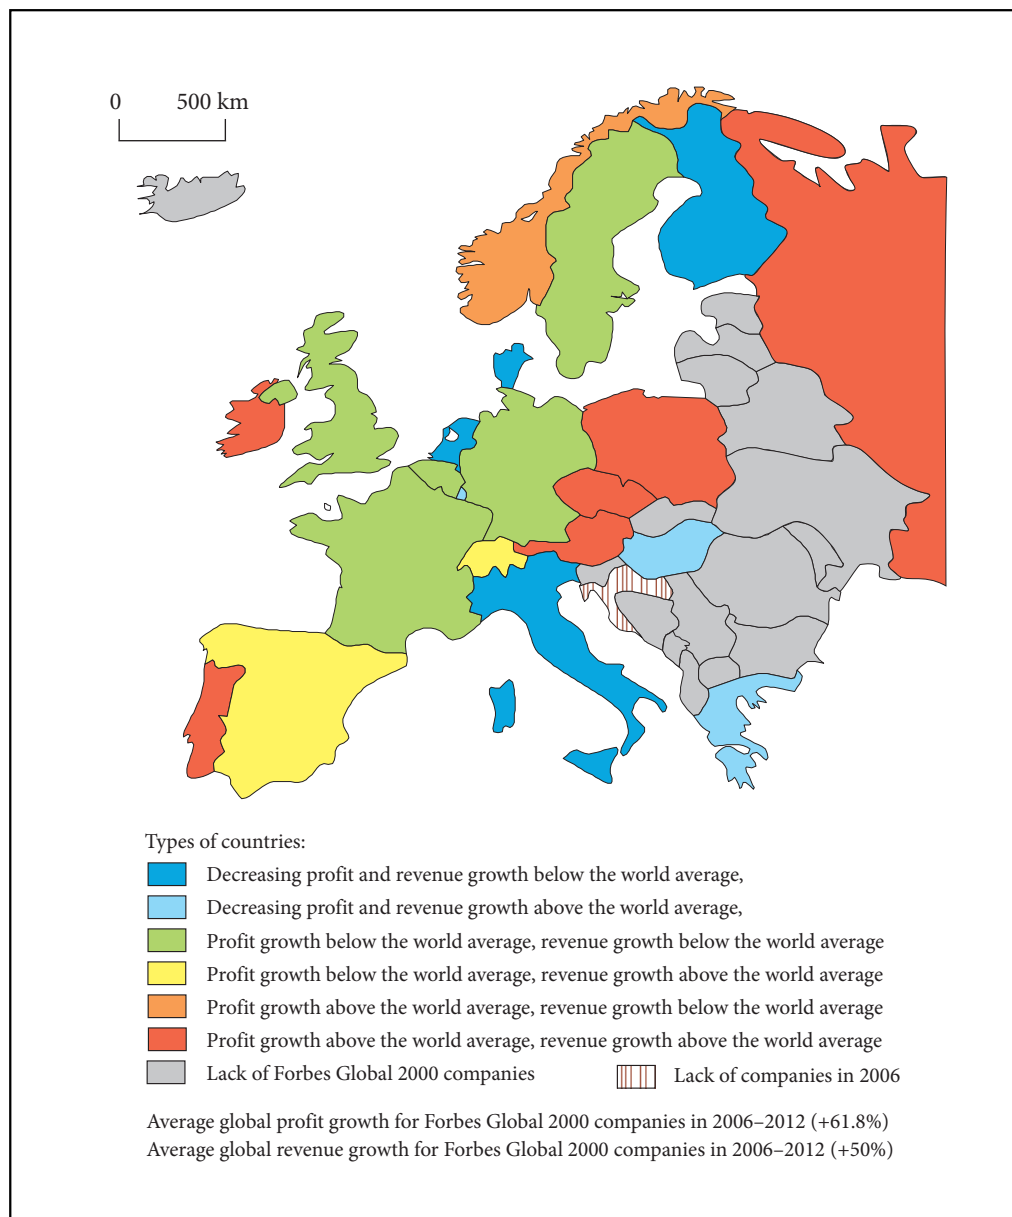 0 500 km
Types of countries:
Decreasing profit and revenue growth below the world average,
Decreasing profit and revenue growth above the world average,
Profit growth below the world average, revenue growth below the world average
Profit growth below the world average, revenue growth above the world average
Profit growth above the world average, revenue growth below the world average
Profit growth above the world average, revenue growth above the world average
Lack of Forbes Global 2000 companies Lack of companies in 2006
Average global profit growth for Forbes Global 2000 companies in 2006–2012 (+61.8%)
Average global revenue growth for Forbes Global 2000 companies in 2006–2012 (+50%)